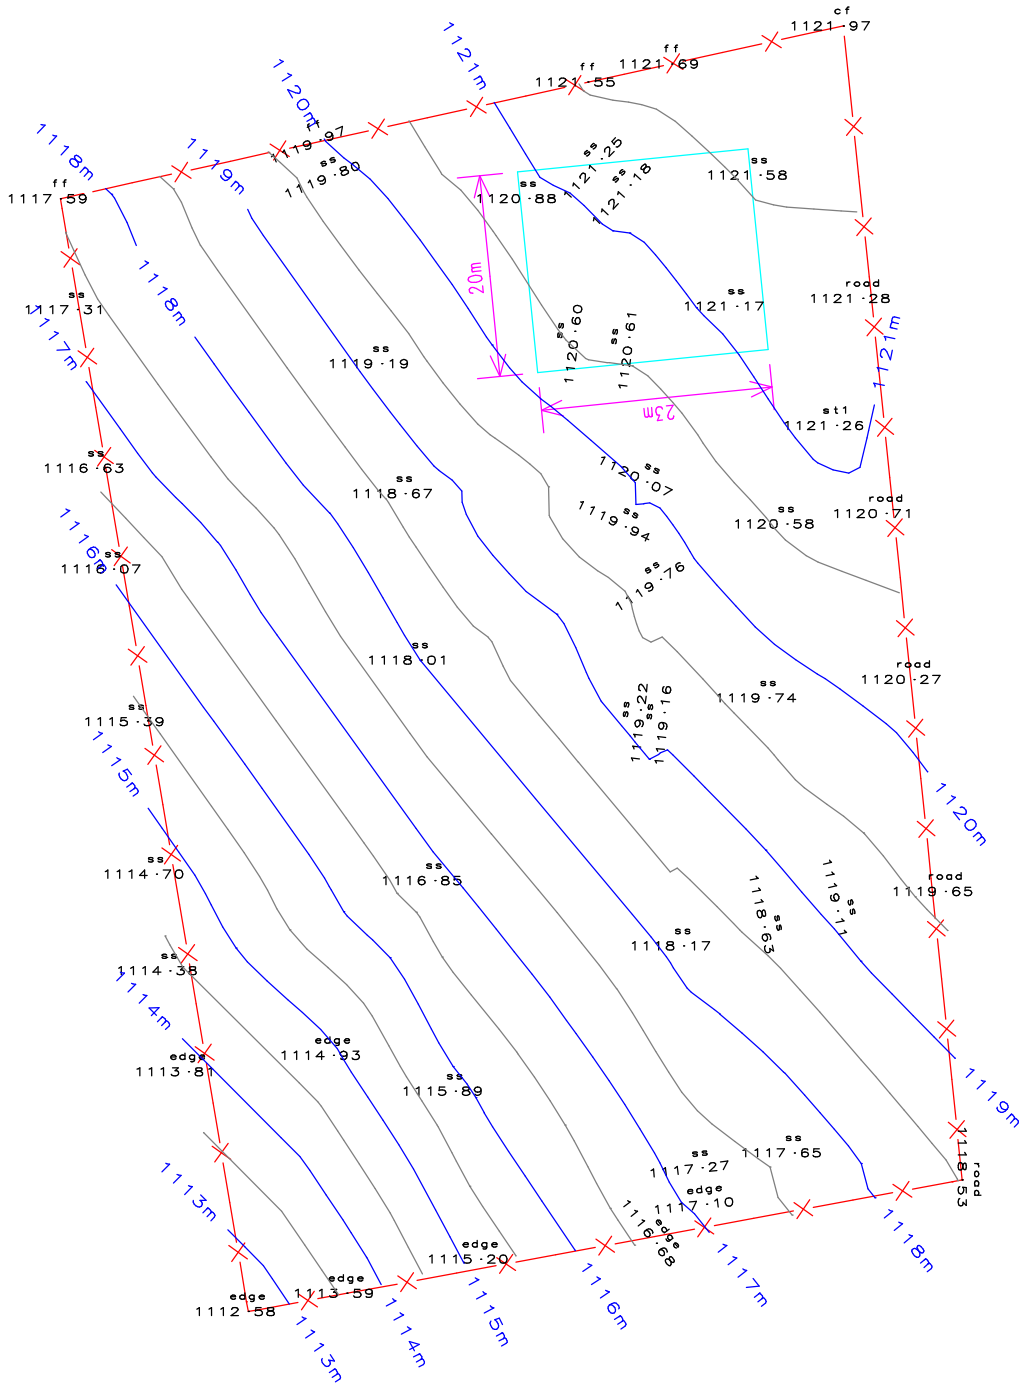 cf
1121.97
ff
1121.69
ff
1121.55
1121m
1120m
ff
1119.97
ss
1119.80
1119m
1118m
ff
1117.59
ss
1121.25
ss
1121.18
ss
1121.58
ss
1120.88
20m
1118m
ss
1117.31
1117m
ss
1121.17
road
1121.28
1121m
ss
1120.60
ss
1120.61
ss
1119.19
23m
st1
1121.26
ss
1116.63
ss
1118.67
ss
1120.07
ss
1119.94
ss
1120.58
road
1120.71
1116m
ss
1116.07
ss
1119.76
ss
1118.01
road
1120.27
ss
1119.74
ss
1119.22
ss
1119.16
ss
1115.39
1115m
1120m
ss
1114.70
ss
1116.85
road
1119.65
ss
1119.11
ss
1118.63
ss
1118.17
ss
1114.38
1114m
edge
1114.93
edge
1113.81
ss
1115.89
1119m
ss
1117.65
ss
1117.27
road
1118.53
edge
1117.10
1113m
edge
1116.68
edge
1115.20
1118m
1117m
edge
1113.59
edge
1112.58
1116m
1115m
1114m
1113m